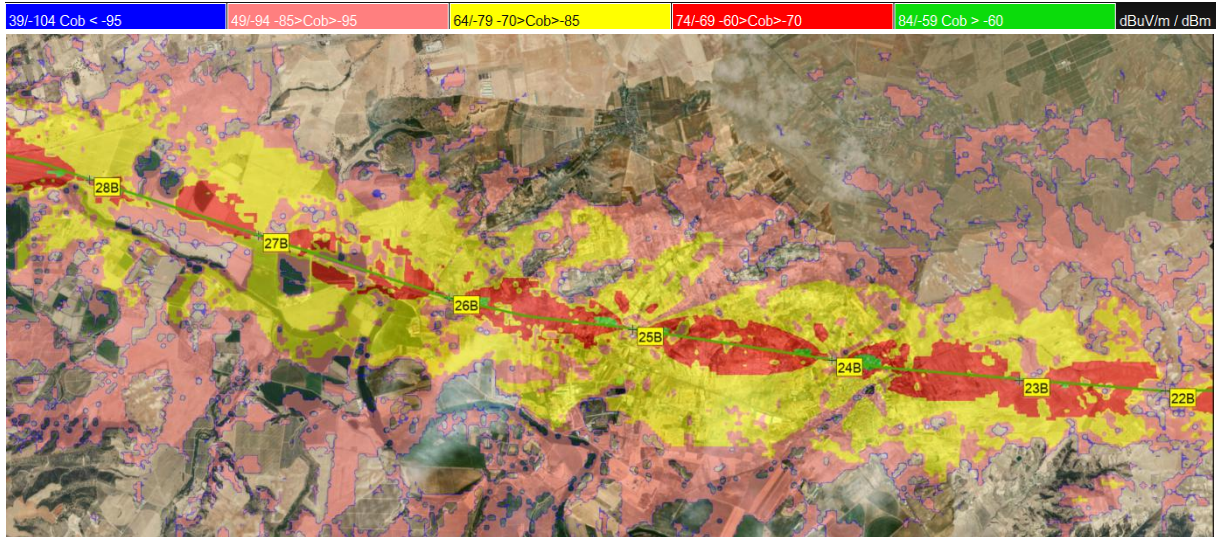 39/-104 Cob < -95
49/-94 -85>Cob>-95
64/-79 -70>Cob>-85
74/-69 -60>Cob>-70
84/-59 Cob > -60
dBuV/m / dBm
28B
27B
26B
25B
24B
23B
22B